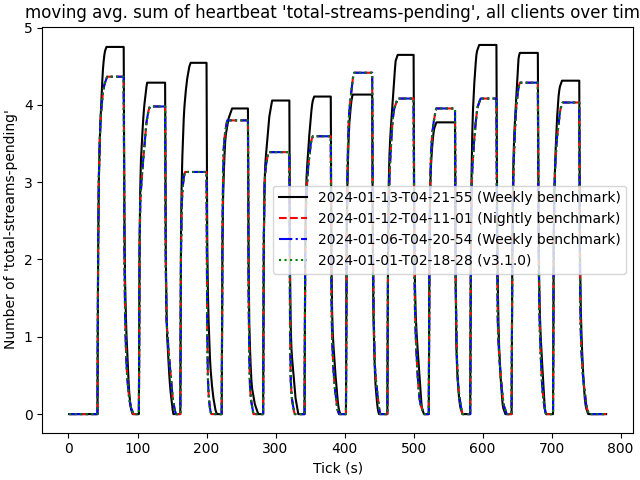 moving avg. sum of heartbeat 'total-streams-pending', all clients over tim
Number of 'total-streams-pending'
5
4
3
2
1
0
2024-01-13-T04-21-55 (Weekly benchmark)
2024-01-12-T04-11-01 (Nightly benchmark)
2024-01-06-T04-20-54 (Weekly benchmark)
2024-01-01-T02-18-28 (v3.1.0)
0 100 200 300 400 500 600 700 800
Tick (s)